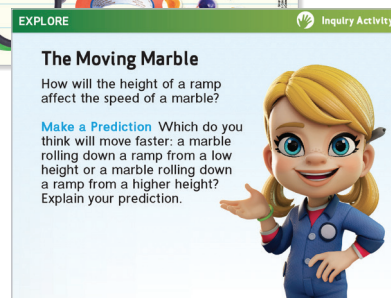 EXPLORE
Inquiry Activity
The Moving Marble
How will the height of a ramp
affect the speed of a marble?
Make a Prediction Which do you
think will move faster: a marble
rolling down a ramp from a low
height or a marble rolling down
a ramp from a higher height?
Explain your prediction.